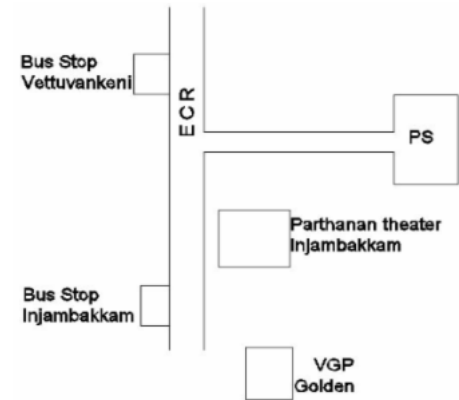 Bus Stop
Vettuvankeni
ECR
PS
Parthanan theater
Injambakkam
Bus Stop
Injambakkam
VGP
Golden